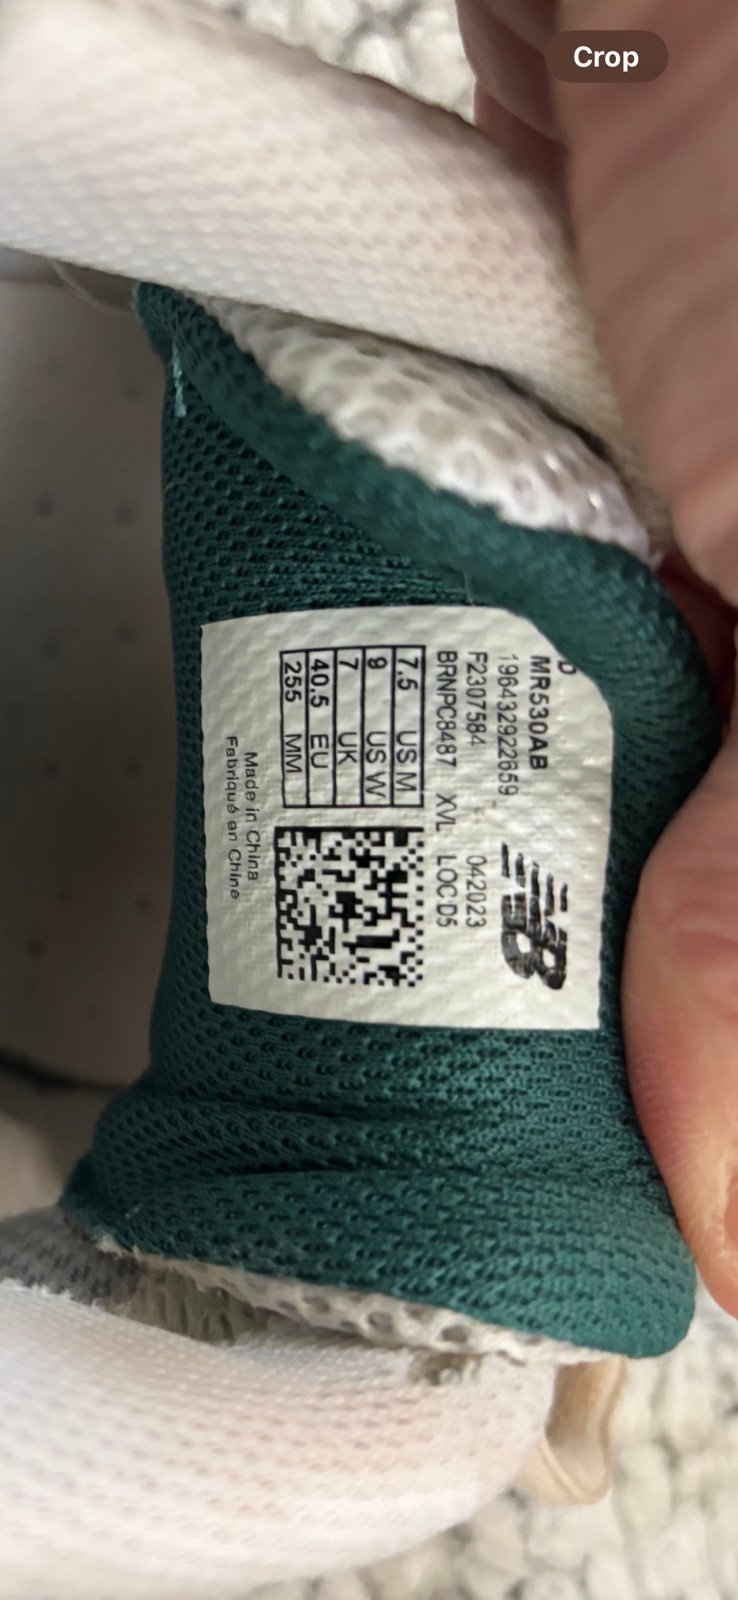 Crop
D
MR530AB
196432922659
F2307584 042023
BRNPC8487 XVL LOC:D5
7,5 US M
9 US W
7 UK
40,5 EU
255 MM
Made in China
Fabriqué en Chine
NB